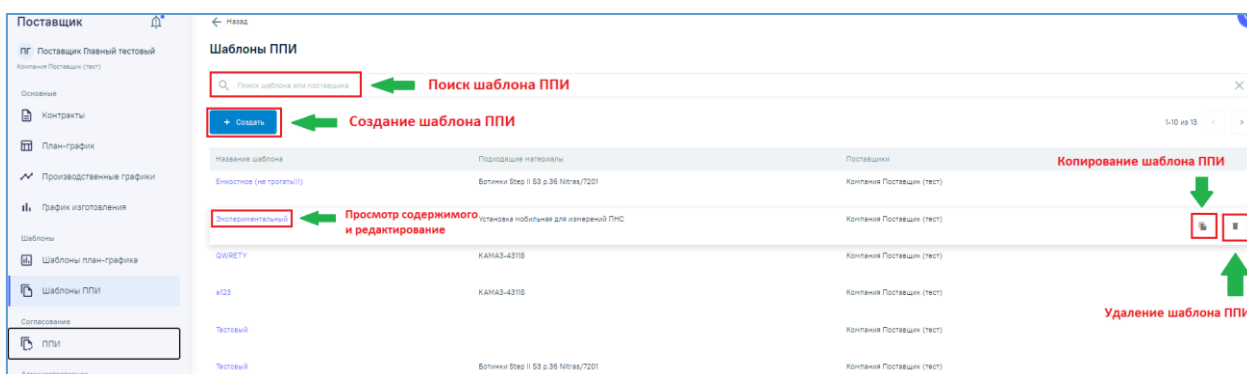 Поставщик
ПГ Поставщик Главный тестовый
Компания Поставщик (тест)
Основные
Контракты
План-график
Производственные графики
График изготовления
Шаблоны
Шаблоны план-графика
Шаблоны ППИ
Согласование
ППИ
Администрирование
← Назад
Шаблоны ППИ
Поиск шаблона или поставщика
Поиск шаблона ППИ
+ Создать
Создание шаблона ППИ
1-10 из 13
Название шаблона Подходящие материалы Поставщики
Копирование шаблона ППИ
Емкостное (не трогать!!!) Ботинки Step II S3 р.36 Nitras/7201 Компания Поставщик (тест)
Экспериментальный Установка мобильная для измерений ПНС Компания Поставщик (тест)
Просмотр содержимого
и редактирование
QWRETY КАМАЗ-43118 Компания Поставщик (тест)
a123 КАМАЗ-43118 Компания Поставщик (тест)
Удаление шаблона ППИ
Тестовый Компания Поставщик (тест)
Тестовый Ботинки Step II S3 р.36 Nitras/7201 Компания Поставщик (тест)